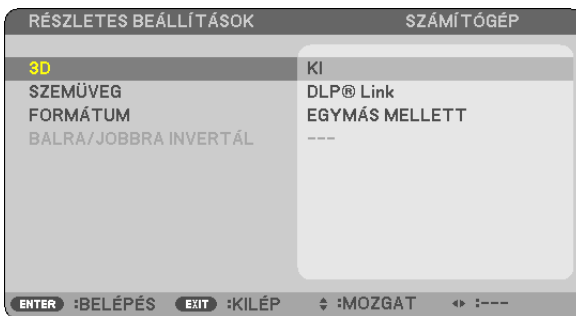 RÉSZLETES BEÁLLÍTÁSOK SZÁMÍTÓGÉP
3D KI
SZEMÜVEG DLP® Link
FORMÁTUM EGYMÁS MELLETT
BALRA/JOBBRA INVERTÁL ---
ENTER :BELÉPÉS EXIT :KILÉP :MOZGAT :---